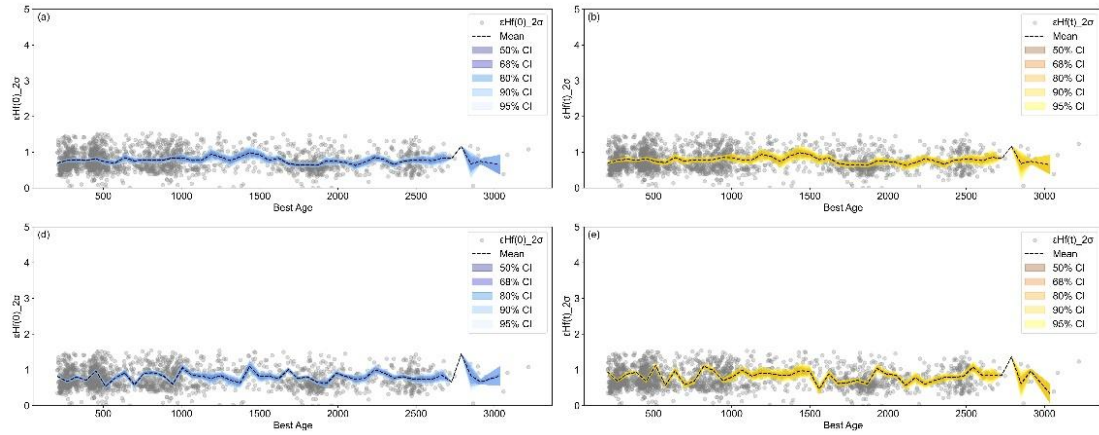 (a)
εHf(0)_2σ
Mean
50% CI
68% CI
80% CI
90% CI
95% CI
5
4
3
2
1
0
εHf(0)_2σ
500 1000 1500 2000 2500 3000
Best Age
(b)
εHf(t)_2σ
Mean
50% CI
68% CI
80% CI
90% CI
95% CI
5
4
3
2
1
0
εHf(t)_2σ
500 1000 1500 2000 2500 3000
Best Age
(d)
εHf(0)_2σ
Mean
50% CI
68% CI
80% CI
90% CI
95% CI
5
4
3
2
1
0
εHf(0)_2σ
500 1000 1500 2000 2500 3000
Best Age
(e)
εHf(t)_2σ
Mean
50% CI
68% CI
80% CI
90% CI
95% CI
5
4
3
2
1
0
εHf(t)_2σ
500 1000 1500 2000 2500 3000
Best Age